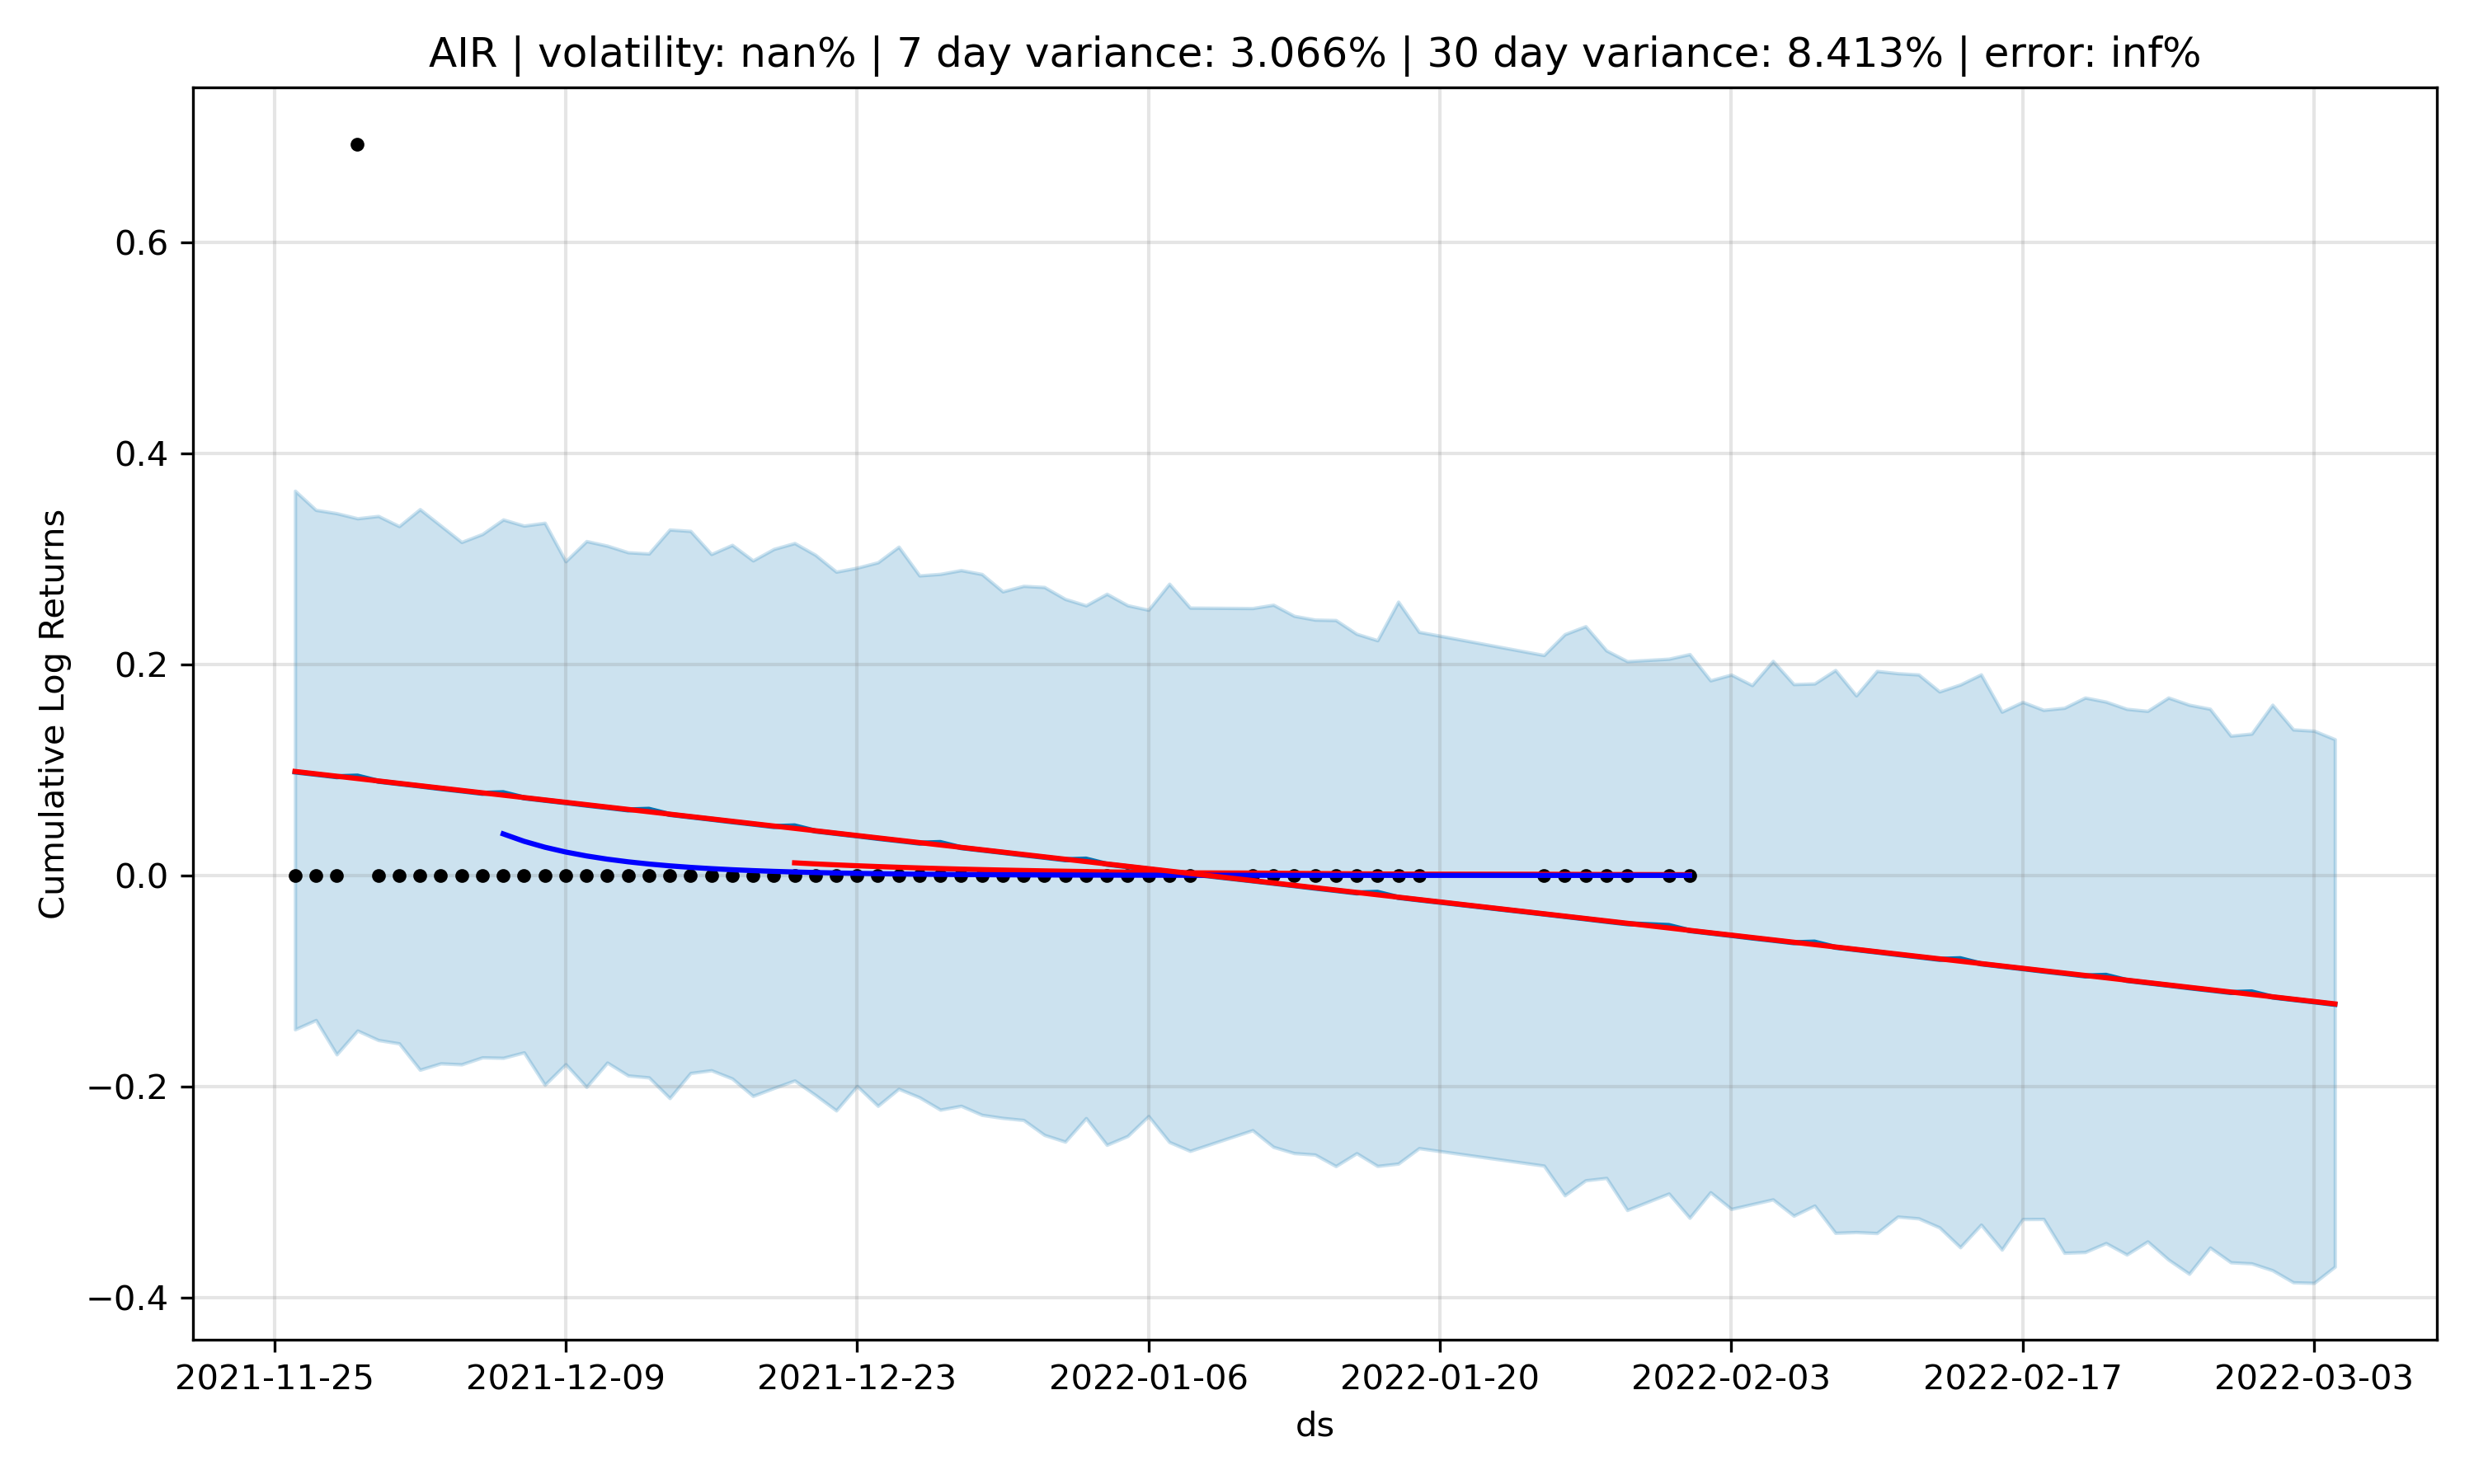 AIR | volatility: nan% | 7 day variance: 3.066% | 30 day variance: 8.413% | error: inf%
Cumulative Log Returns
0.6
0.4
0.2
0.0
−0.2
−0.4
2021-11-25 2021-12-09 2021-12-23 2022-01-06 2022-01-20 2022-02-03 2022-02-17 2022-03-03
ds